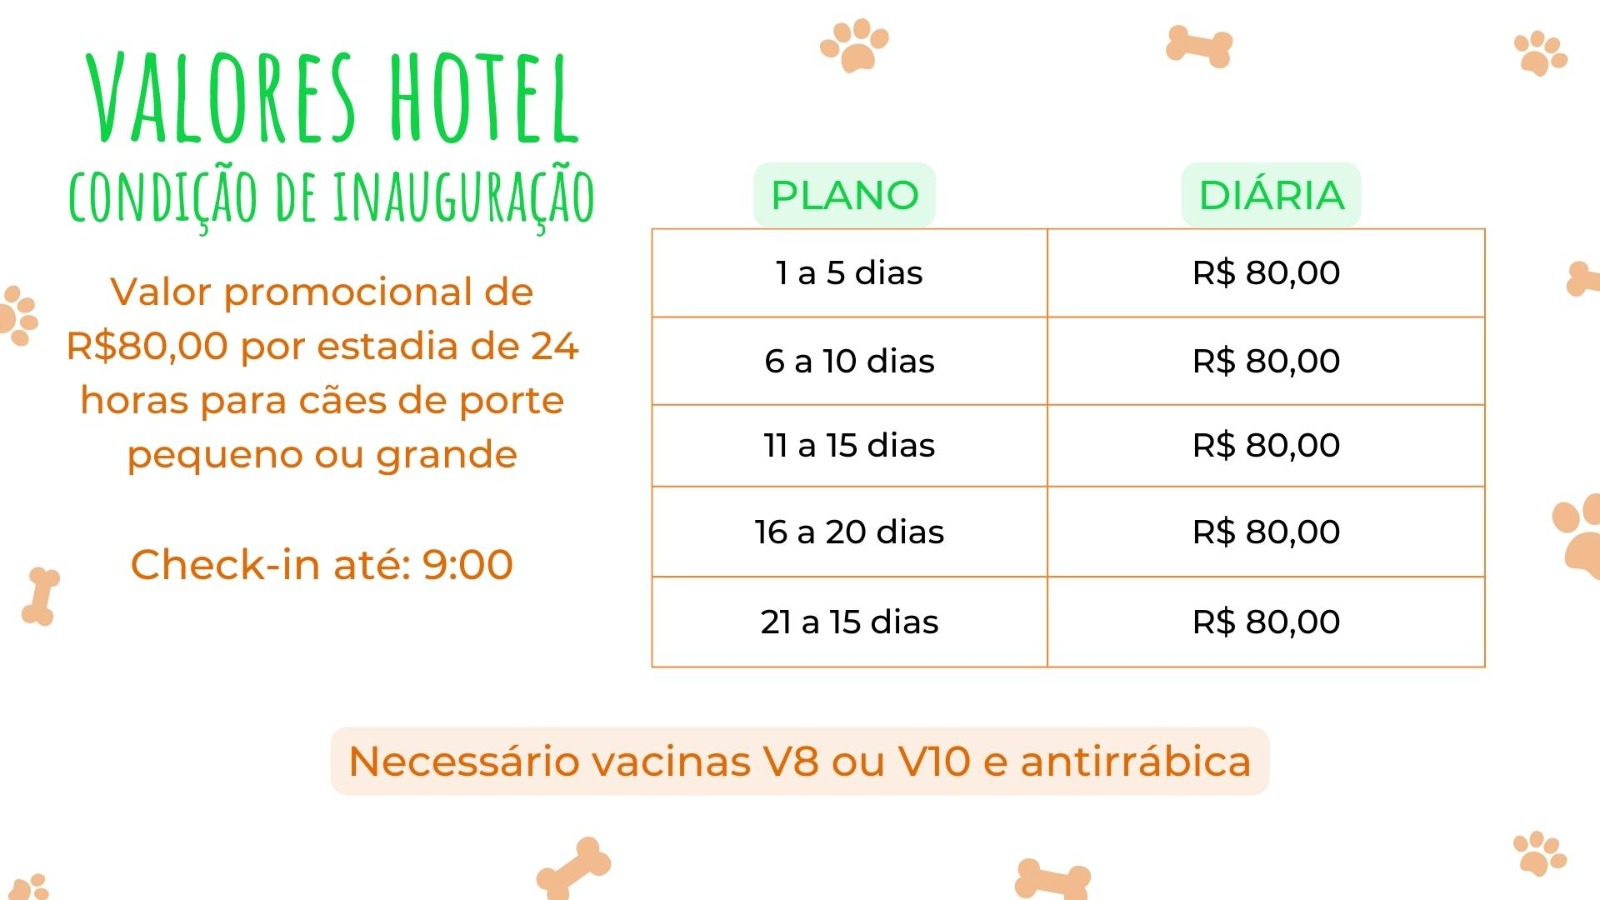 VALORES HOTEL
CONDIÇÃO DE INAUGURAÇÃO
Valor promocional de
R$80,00 por estadia de 24
horas para cães de porte
pequeno ou grande
Check-in até: 9:00
PLANO DIÁRIA
1 a 5 dias R$ 80,00
6 a 10 dias R$ 80,00
11 a 15 dias R$ 80,00
16 a 20 dias R$ 80,00
21 a 15 dias R$ 80,00
Necessário vacinas V8 ou V10 e antirrábica